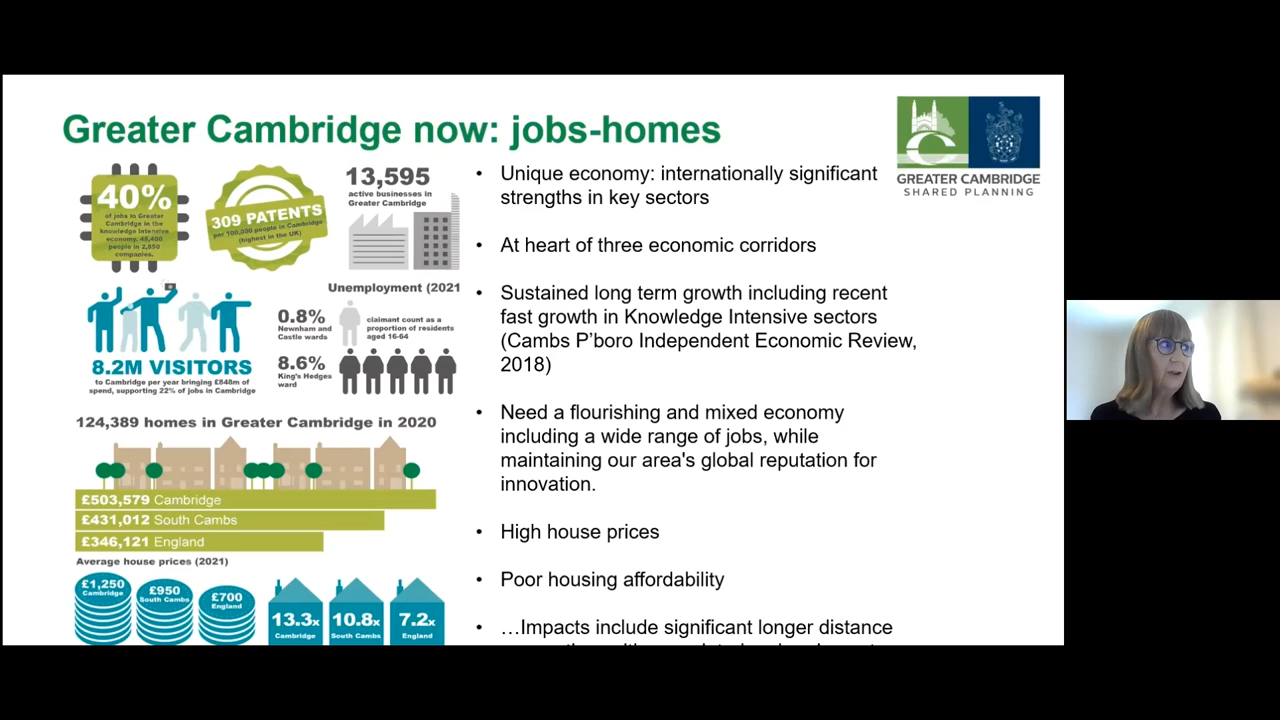 Greater Cambridge now: jobs-homes
GREATER CAMBRIDGE
SHARED PLANNING
40%
of jobs in Greater
Cambridge in the
knowledge intensive
economy. 48,400
people in 2,850
companies.
309 PATENTS
per 100,000 people in Cambridge
(highest in the UK)
13,595
active businesses in
Greater Cambridge
8.2M VISITORS
to Cambridge per year bringing £848m of
spend, supporting 22% of jobs in Cambridge
Unemployment (2021
0.8%
Newnham and
Castle wards
claimant count as a
proportion of residents
aged 16-64
8.6%
King's Hedges
ward
124,389 homes in Greater Cambridge in 2020
£503,579 Cambridge
£431,012 South Cambs
£346,121 England
Average house prices (2021)
£1,250
Cambridge
£950
South Cambs
£700
England
13.3x
Cambridge
10.8x
South Cambs
7.2x
England
• Unique economy: internationally significant
strengths in key sectors
• At heart of three economic corridors
• Sustained long term growth including recent
fast growth in Knowledge Intensive sectors
(Cambs P'boro Independent Economic Review,
2018)
• Need a flourishing and mixed economy
including a wide range of jobs, while
maintaining our area's global reputation for
innovation.
• High house prices
• Poor housing affordability
• …Impacts include significant longer distance